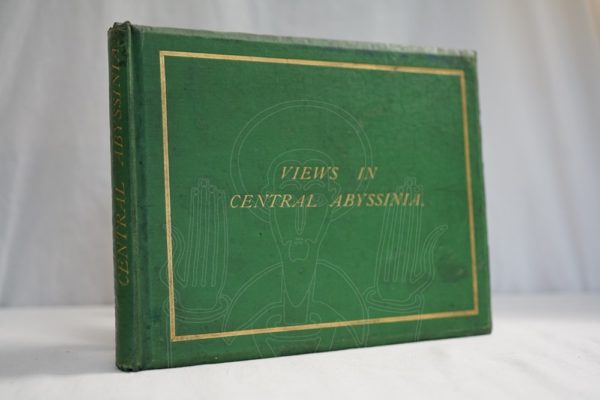 VIEWS IN
CENTRAL ABYSSINIA.
CENTRAL ABYSSINIA